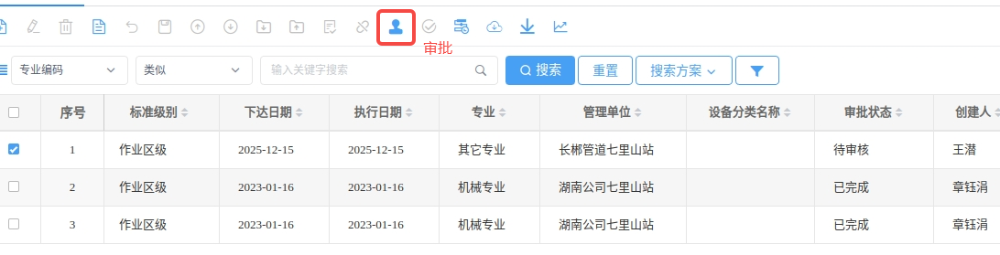 审批
专业编码 类似 输入关键字搜索 搜索 重置 搜索方案
序号 标准级别 下达日期 执行日期 专业 管理单位 设备分类名称 审批状态 创建人
1 作业区级 2025-12-15 2025-12-15 其它专业 长郴管道七里山站 待审核 王潜
2 作业区级 2023-01-16 2023-01-16 机械专业 湖南公司七里山站 已完成 章钰涓
3 作业区级 2023-01-16 2023-01-16 机械专业 湖南公司七里山站 已完成 章钰涓